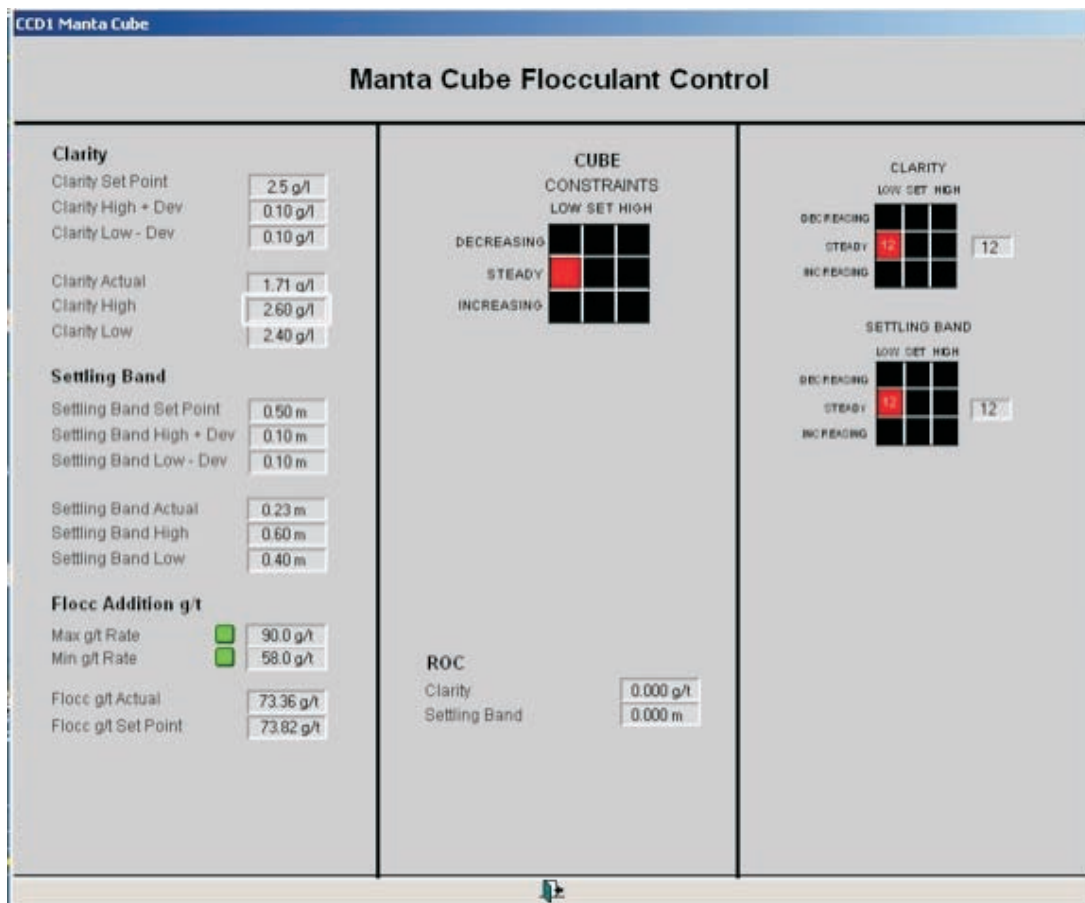 CCD1 Manta Cube
Manta Cube Flocculant Control
Clarity
Clarity Set Point 2.5 g/l
Clarity High + Dev 0.10 g/l
Clarity Low - Dev 0.10 g/l
Clarity Actual 1.71 g/l
Clarity High 2.60 g/l
Clarity Low 2.40 g/l
Settling Band
Settling Band Set Point 0.50 m
Settling Band High + Dev 0.10 m
Settling Band Low - Dev 0.10 m
Settling Band Actual 0.23 m
Settling Band High 0.60 m
Settling Band Low 0.40 m
Flocc Addition g/t
Max g/t Rate 90.0 g/t
Min g/t Rate 58.0 g/t
Flocc g/t Actual 73.36 g/t
Flocc g/t Set Point 73.82 g/t
CUBE
CONSTRAINTS
LOW SET HIGH
DECREASING
STEADY
INCREASING
ROC
Clarity 0.000 g/t
Settling Band 0.000 m
CLARITY
LOW SET HIGH
DECREASING
STEADY 12 12
INCREASING
SETTLING BAND
LOW SET HIGH
DECREASING
STEADY 12 12
INCREASING